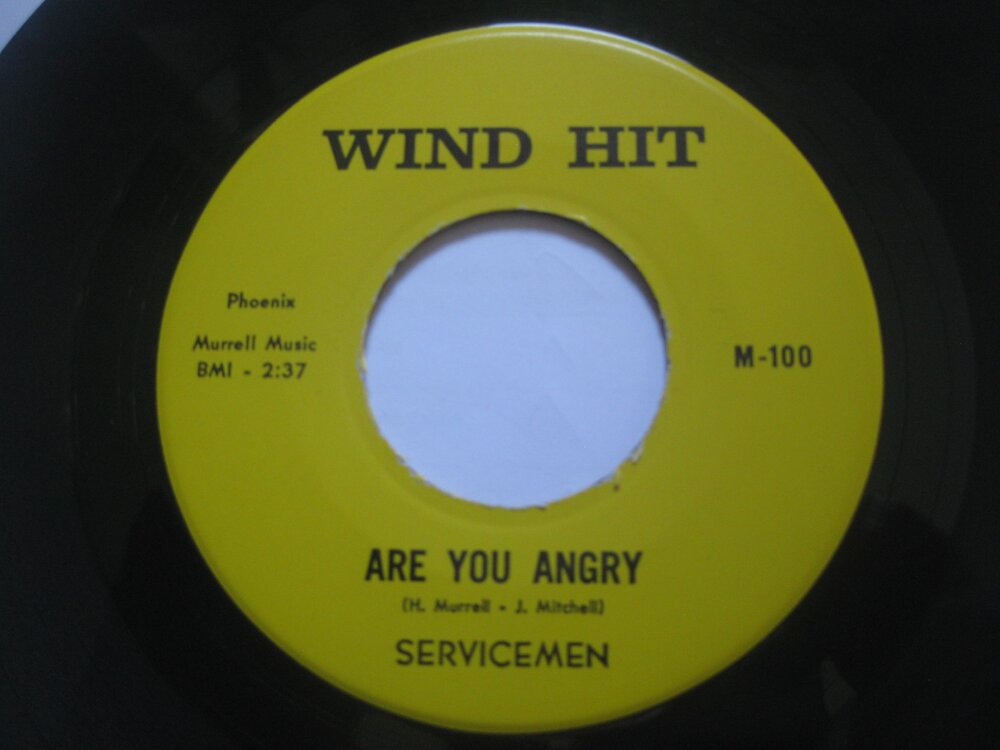 WIND HIT
Phoenix
Murrell Music
BMI - 2:37
M-100
ARE YOU ANGRY
(H. Murrell - J. Mitchell)
SERVICEMEN